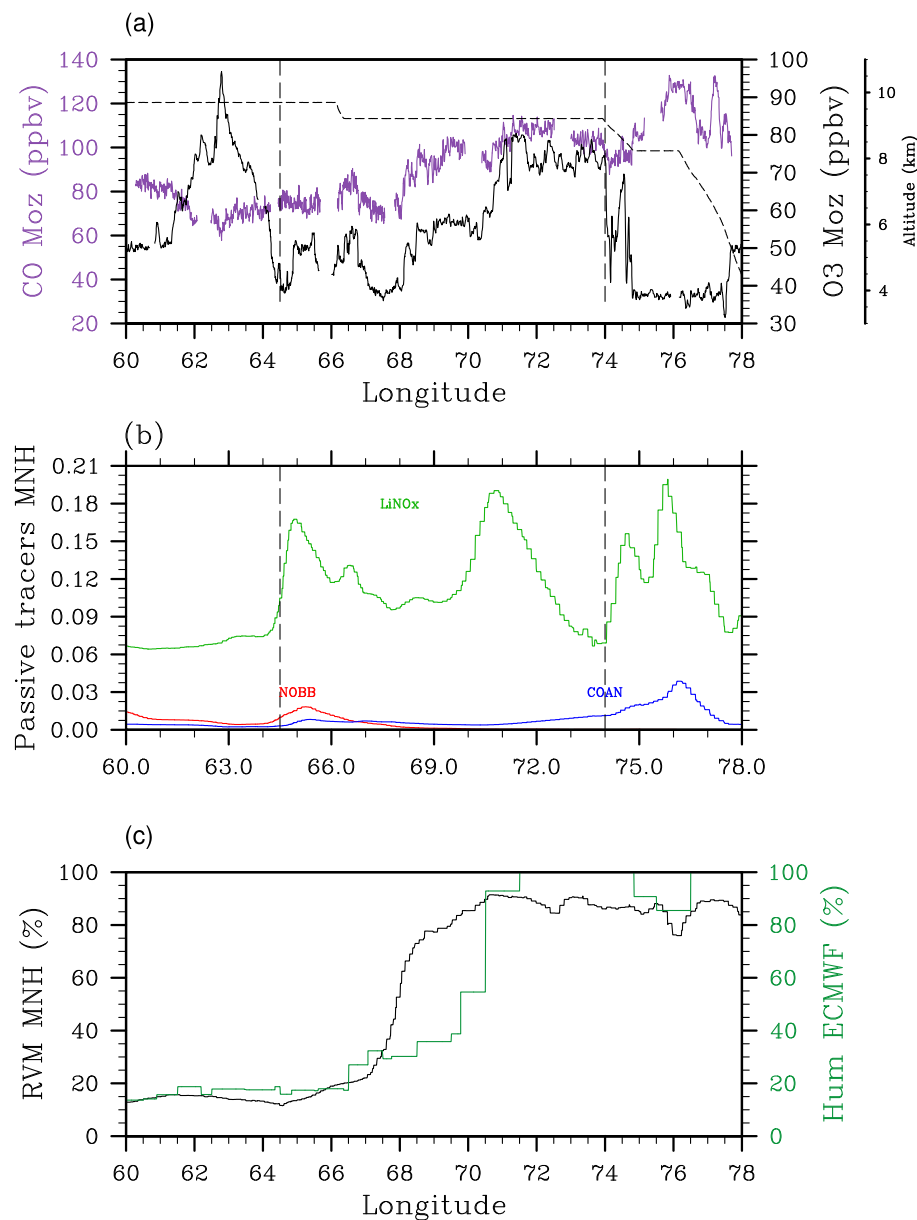 (a)
140
120
100
80
60
40
20
CO Moz (ppbv)
100
90
80
70
60
50
40
30
O3 Moz (ppbv)
10
8
6
4
Altitude (km)
60 62 64 66 68 70 72 74 76 78
Longitude
(b)
0.21
0.18
0.15
0.12
0.09
0.06
0.03
0.00
Passive tracers MNH
LiNOx
NOBB
COAN
60.0 63.0 66.0 69.0 72.0 75.0 78.0
(c)
100
80
60
40
20
0
RVM MNH (%)
100
80
60
40
20
0
Hum ECMWF (%)
60 62 64 66 68 70 72 74 76 78
Longitude